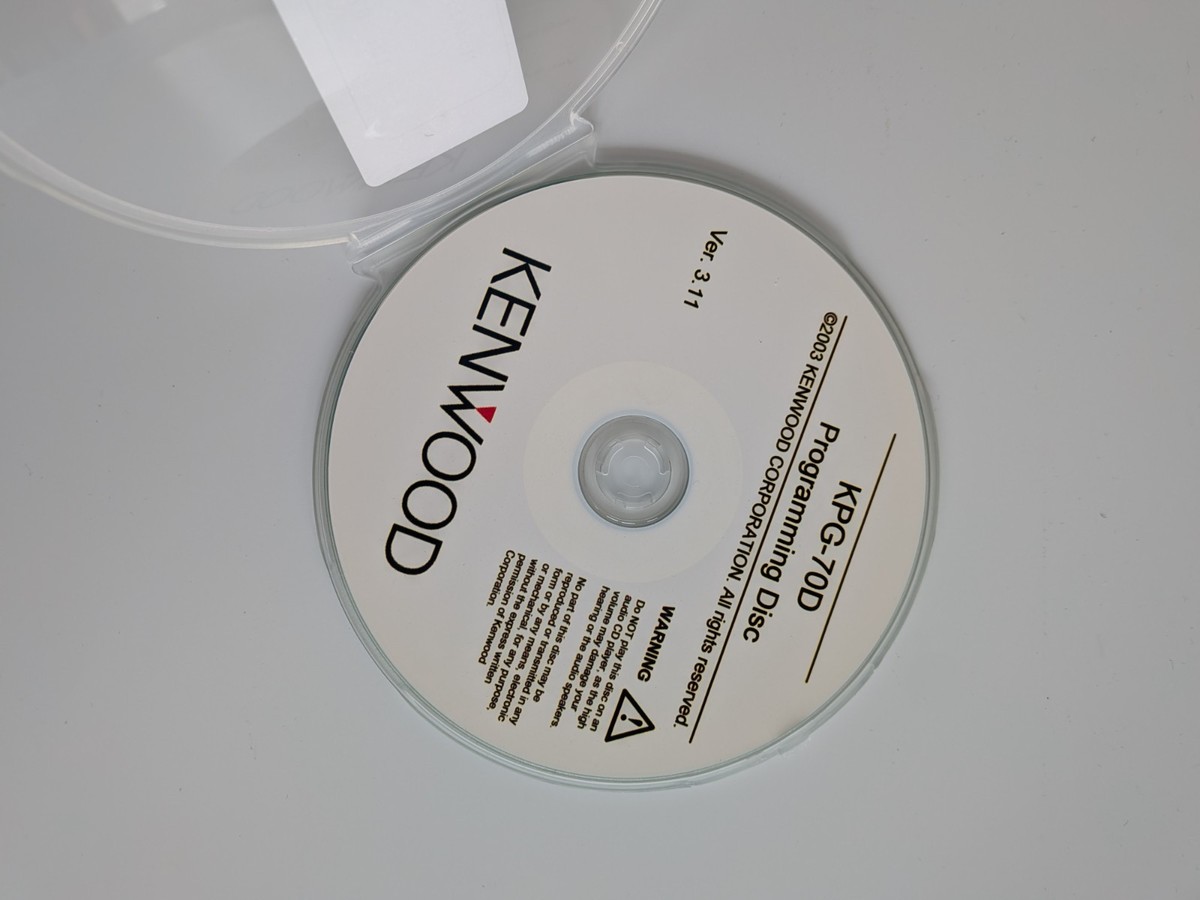 KENWOOD
Ver. 3.11
WARNING
Do NOT play this disc on an
audio CD player, as the high
volume may damage your
hearing or the audio speakers.
No part of this disc may be
reproduced or transmitted in any
form or by any means, electronic
or mechanical, for any purpose,
without the express written
permission of Kenwood
Corporation.
KPG-70D
Programming Disc
©2003 KENWOOD CORPORATION. All rights reserved.